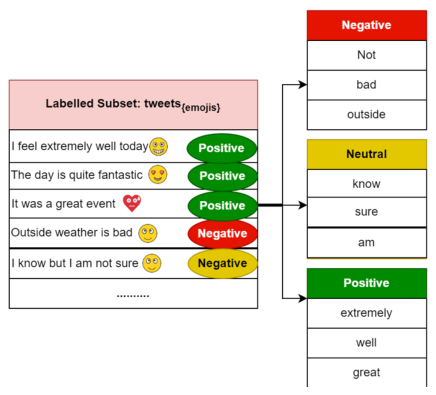 Labelled Subset: tweets{emojis}
I feel extremely well today Positive
The day is quite fantastic Positive
It was a great event Positive
Outside weather is bad Negative
I know but I am not sure Negative
..........
Negative
Not
bad
outside
Neutral
know
sure
am
Positive
extremely
well
great